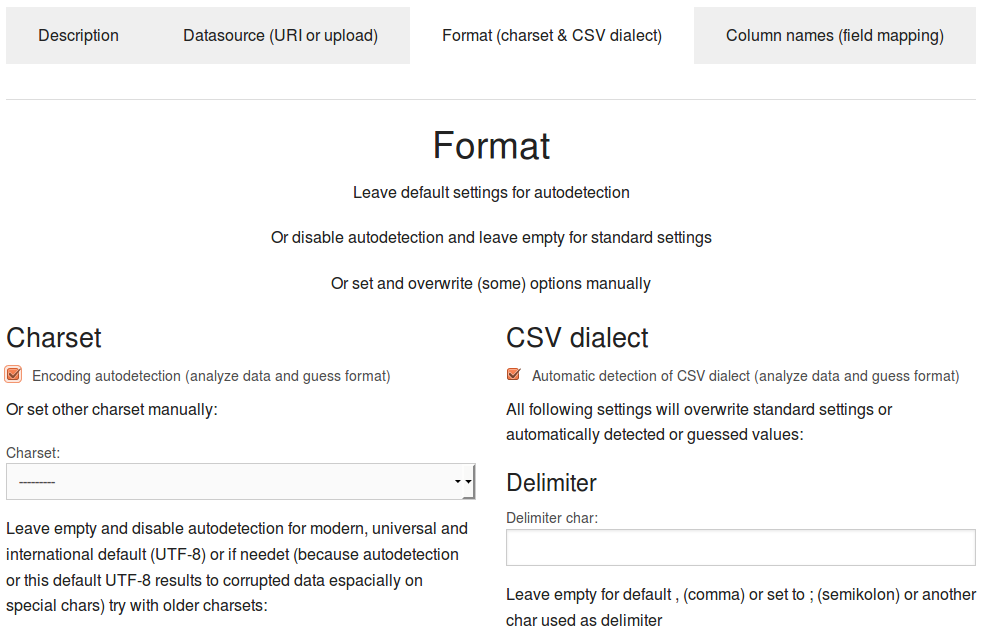 Description
Datasource (URI or upload)
Format (charset & CSV dialect)
Column names (field mapping)
Format
Leave default settings for autodetection
Or disable autodetection and leave empty for standard settings
Or set and overwrite (some) options manually
Charset
Encoding autodetection (analyze data and guess format)
Or set other charset manually:
Charset:
---------
Leave empty and disable autodetection for modern, universal and
international default (UTF-8) or if needet (because autodetection
or this default UTF-8 results to corrupted data espacially on
special chars) try with older charsets:
CSV dialect
Automatic detection of CSV dialect (analyze data and guess format)
All following settings will overwrite standard settings or
automatically detected or guessed values:
Delimiter
Delimiter char:
Leave empty for default , (comma) or set to ; (semikolon) or another
char used as delimiter